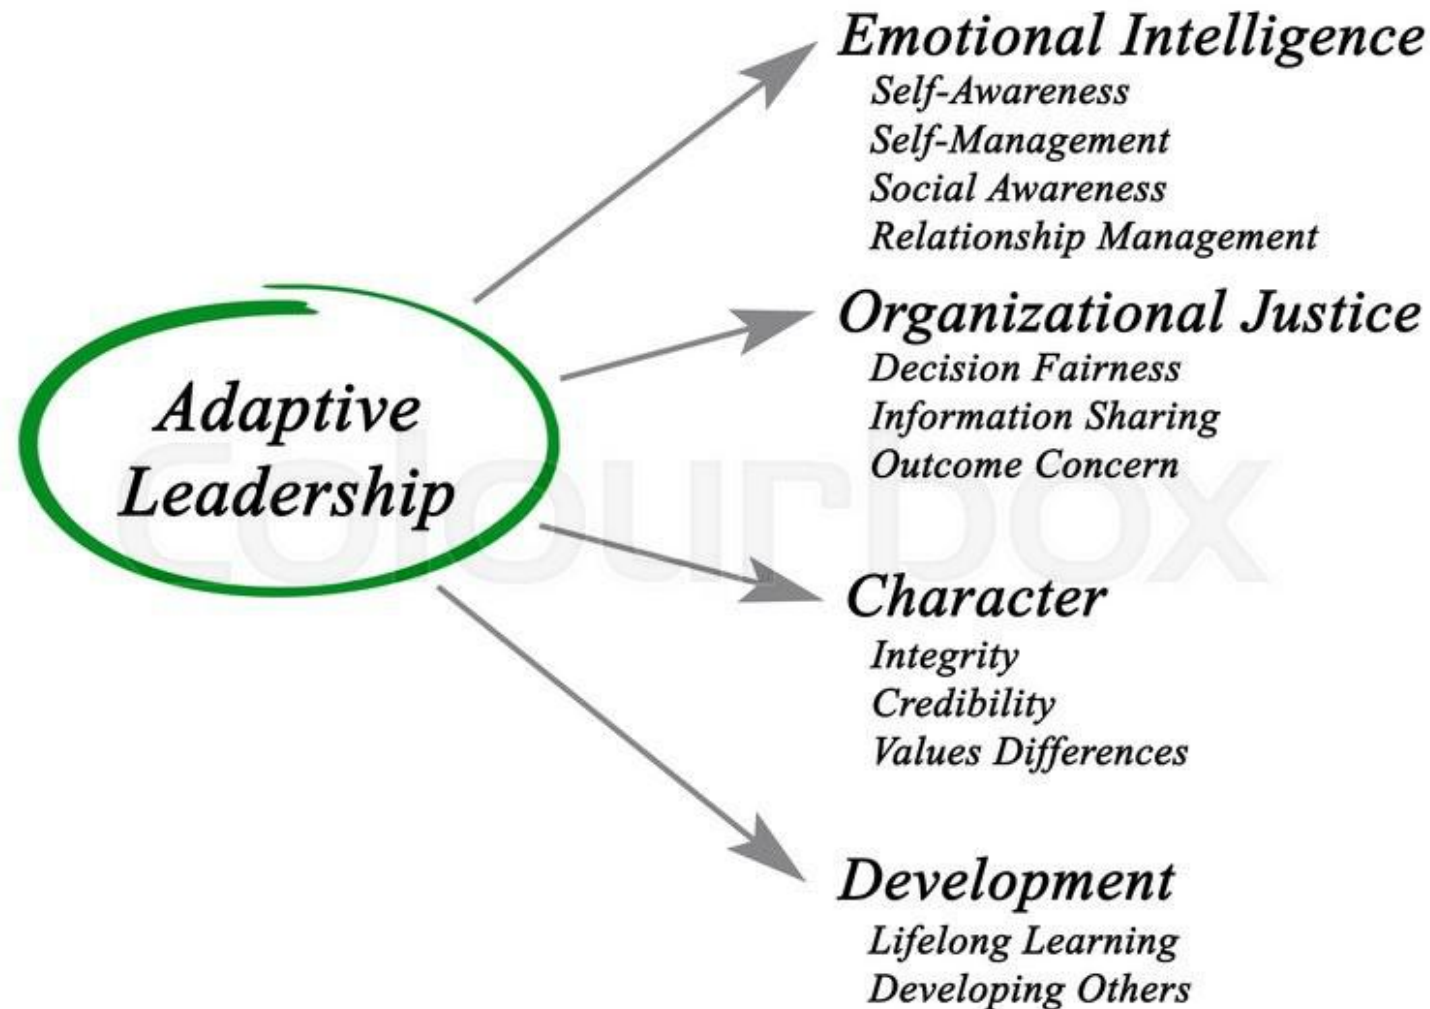 Adaptive
Leadership
Emotional Intelligence
Self-Awareness
Self-Management
Social Awareness
Relationship Management
Organizational Justice
Decision Fairness
Information Sharing
Outcome Concern
Character
Integrity
Credibility
Values Differences
Development
Lifelong Learning
Developing Others
colourbox